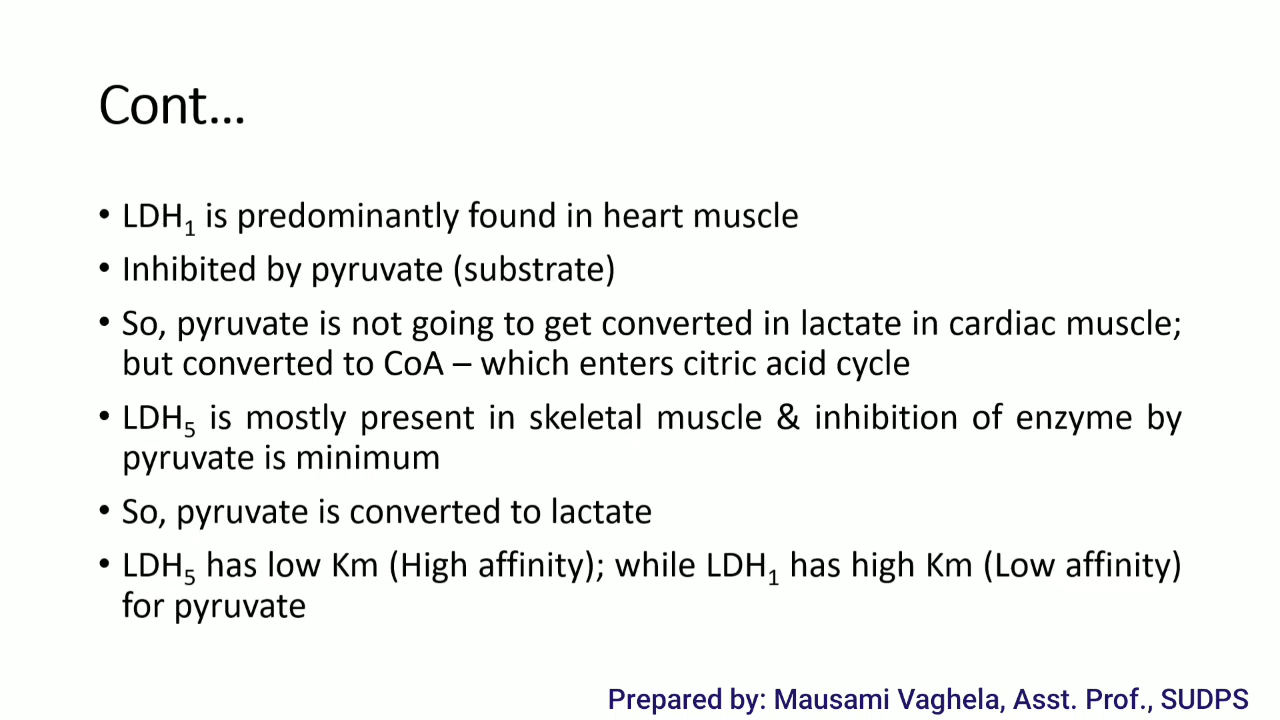 Cont...
• LDH₁ is predominantly found in heart muscle
• Inhibited by pyruvate (substrate)
• So, pyruvate is not going to get converted in lactate in cardiac muscle;
but converted to CoA – which enters citric acid cycle
• LDH₅ is mostly present in skeletal muscle & inhibition of enzyme by
pyruvate is minimum
• So, pyruvate is converted to lactate
• LDH₅ has low Km (High affinity); while LDH₁ has high Km (Low affinity)
for pyruvate
Prepared by: Mausami Vaghela, Asst. Prof., SUDPS